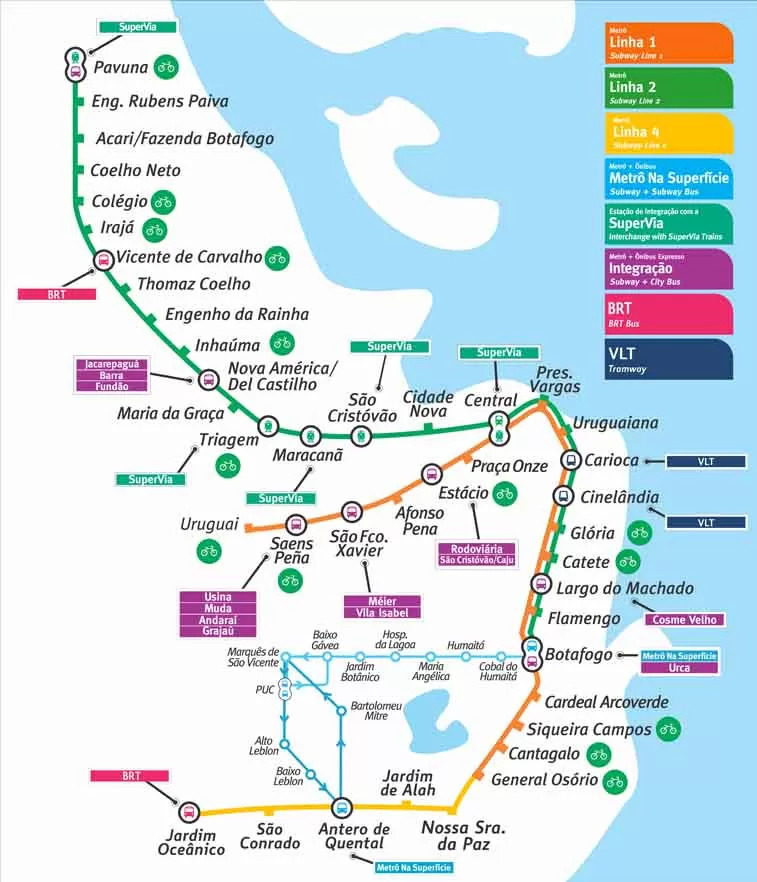 SuperVia
Pavuna
Eng. Rubens Paiva
Acari/Fazenda Botafogo
Coelho Neto
Colégio
Irajá
Vicente de Carvalho
BRT
Thomaz Coelho
Engenho da Rainha
Inhaúma
Jacarepaguá
Barra
Fundão
Nova América/
Del Castilho
Maria da Graça
Triagem
SuperVia
Maracanã
SuperVia
SuperVia
São
Cristóvão
Cidade
Nova
SuperVia
Central
Pres.
Vargas
Uruguaiana
Carioca
VLT
Cinelândia
VLT
Praça Onze
Estácio
Rodoviária
São Cristóvão/Caju
Afonso
Pena
São Fco.
Xavier
Méier
Vila Isabel
Saens
Peña
Usina
Muda
Andaraí
Grajaú
Uruguai
Glória
Catete
Largo do Machado
Cosme Velho
Flamengo
Botafogo
Metrô Na Superfície
Urca
Marquês de
São Vicente
Baixo
Gávea
Jardim
Botânico
Hosp.
da Lagoa
Maria
Angélica
Humaitá
Cobal do
Humaitá
PUC
Bartolomeu
Mitre
Alto
Leblon
Baixo
Leblon
Cardeal Arcoverde
Siqueira Campos
Cantagalo
General Osório
BRT
Jardim
Oceânico
São
Conrado
Antero de
Quental
Metrô Na Superfície
Jardim
de Alah
Nossa Sra.
da Paz
Metrô
Linha 1
Subway Line 1
Metrô
Linha 2
Subway Line 2
Metrô
Linha 4
Subway Line 4
Metrô + Ônibus
Metrô Na Superfície
Subway + Subway Bus
Estação de Integração com a
SuperVia
Interchange with SuperVia Trains
Metrô + Ônibus Expresso
Integração
Subway + City Bus
BRT
BRT Bus
VLT
Tramway